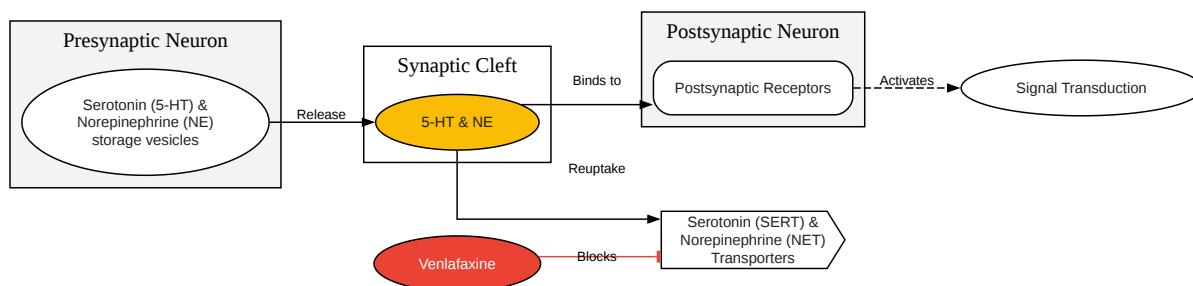 Presynaptic Neuron
Serotonin (5-HT) &
Norepinephrine (NE)
storage vesicles
Release
Synaptic Cleft
5-HT & NE
Binds to
Postsynaptic Neuron
Postsynaptic Receptors
Activates
Signal Transduction
Reuptake
Serotonin (SERT) &
Norepinephrine (NET)
Transporters
Venlafaxine
Blocks